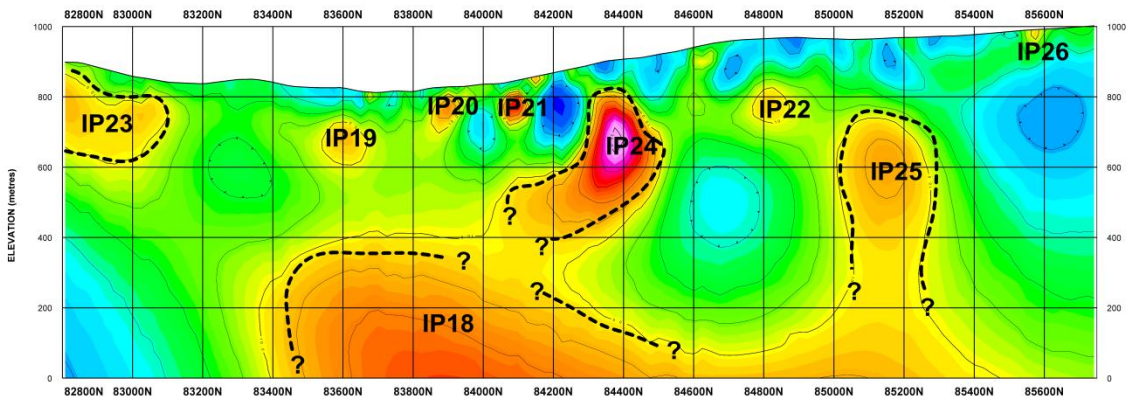 82800N 83000N 83200N 83400N 83600N 83800N 84000N 84200N 84400N 84600N 84800N 85000N 85200N 85400N 85600N
1000 1000
IP26
800 IP23 IP20 IP21 IP22 800
IP19 IP24
600 IP25 600
ELEVATION (metres)
? ?
400 ? 400
? ? ?
200 IP18 200
? ? ?
0 0
82800N 83000N 83200N 83400N 83600N 83800N 84000N 84200N 84400N 84600N 84800N 85000N 85200N 85400N 85600N